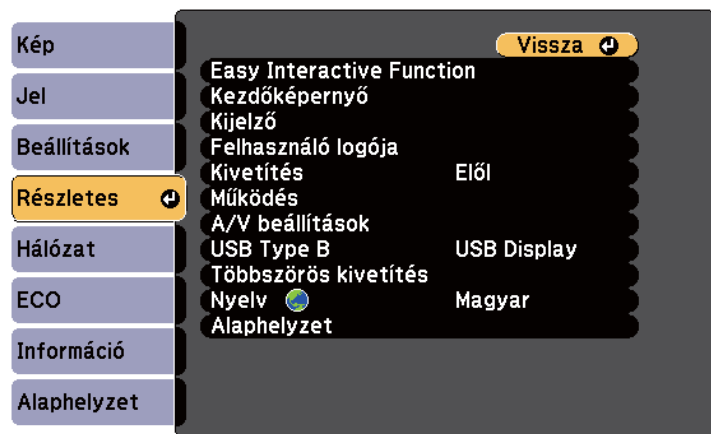 Kép
Jel
Beállítások
Részletes
Hálózat
ECO
Információ
Alaphelyzet
Vissza
Easy Interactive Function
Kezdőképernyő
Kijelző
Felhasználó logója
Kivetítés Elől
Működés
A/V beállítások
USB Type B USB Display
Többszörös kivetítés
Nyelv Magyar
Alaphelyzet